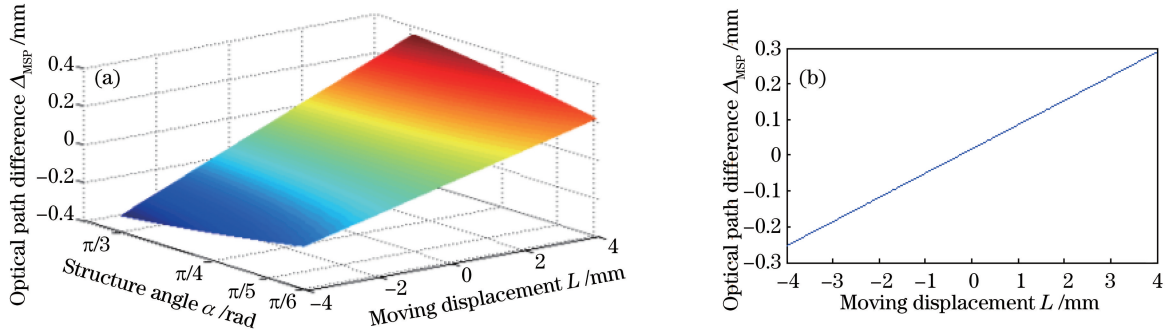 (a)
Optical path difference Δ_MSP /mm
0.4
0.2
0
−0.2
−0.4
π/3
π/4
π/5
π/6
Structure angle α /rad
−4
−2
0
2
4
Moving displacement L /mm
(b)
Optical path difference Δ_MSP /mm
0.3
0.2
0.1
0
−0.1
−0.2
−0.3
−4 −3 −2 −1 0 1 2 3 4
Moving displacement L /mm